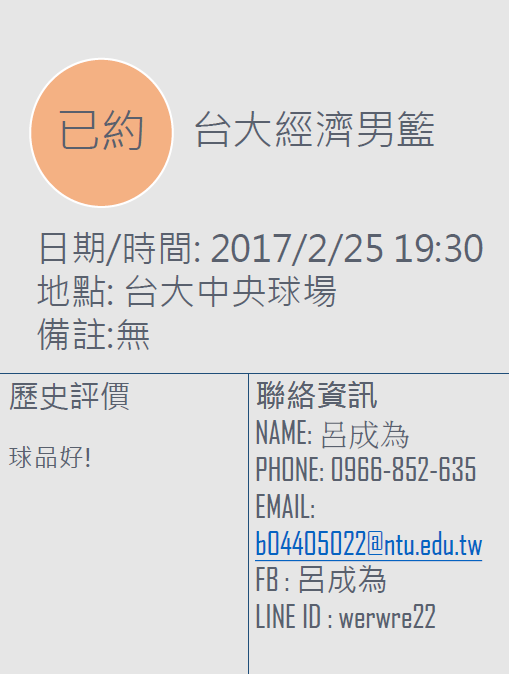 已約
台大經濟男籃
日期/時間: 2017/2/25 19:30
地點: 台大中央球場
備註:無
歷史評價
球品好!
聯絡資訊
NAME: 呂成為
PHONE: 0966-852-635
EMAIL:
b04405022@ntu.edu.tw
FB : 呂成為
LINE ID : werwre22